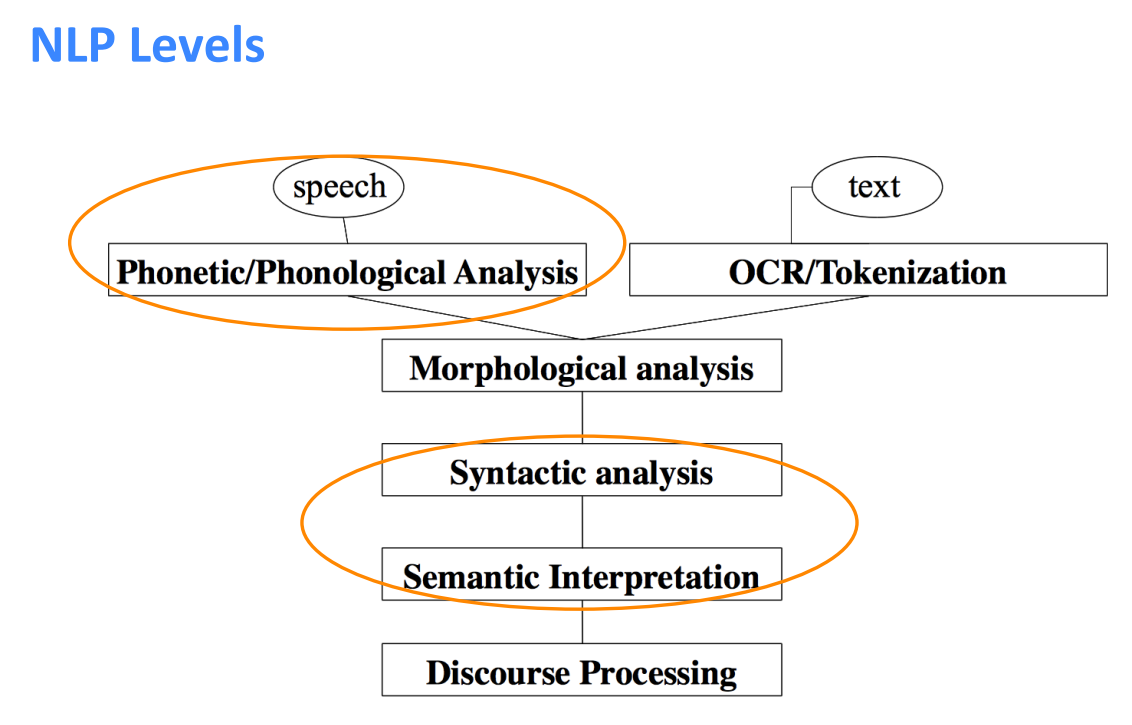 NLP Levels
speech
text
Phonetic/Phonological Analysis
OCR/Tokenization
Morphological analysis
Syntactic analysis
Semantic Interpretation
Discourse Processing